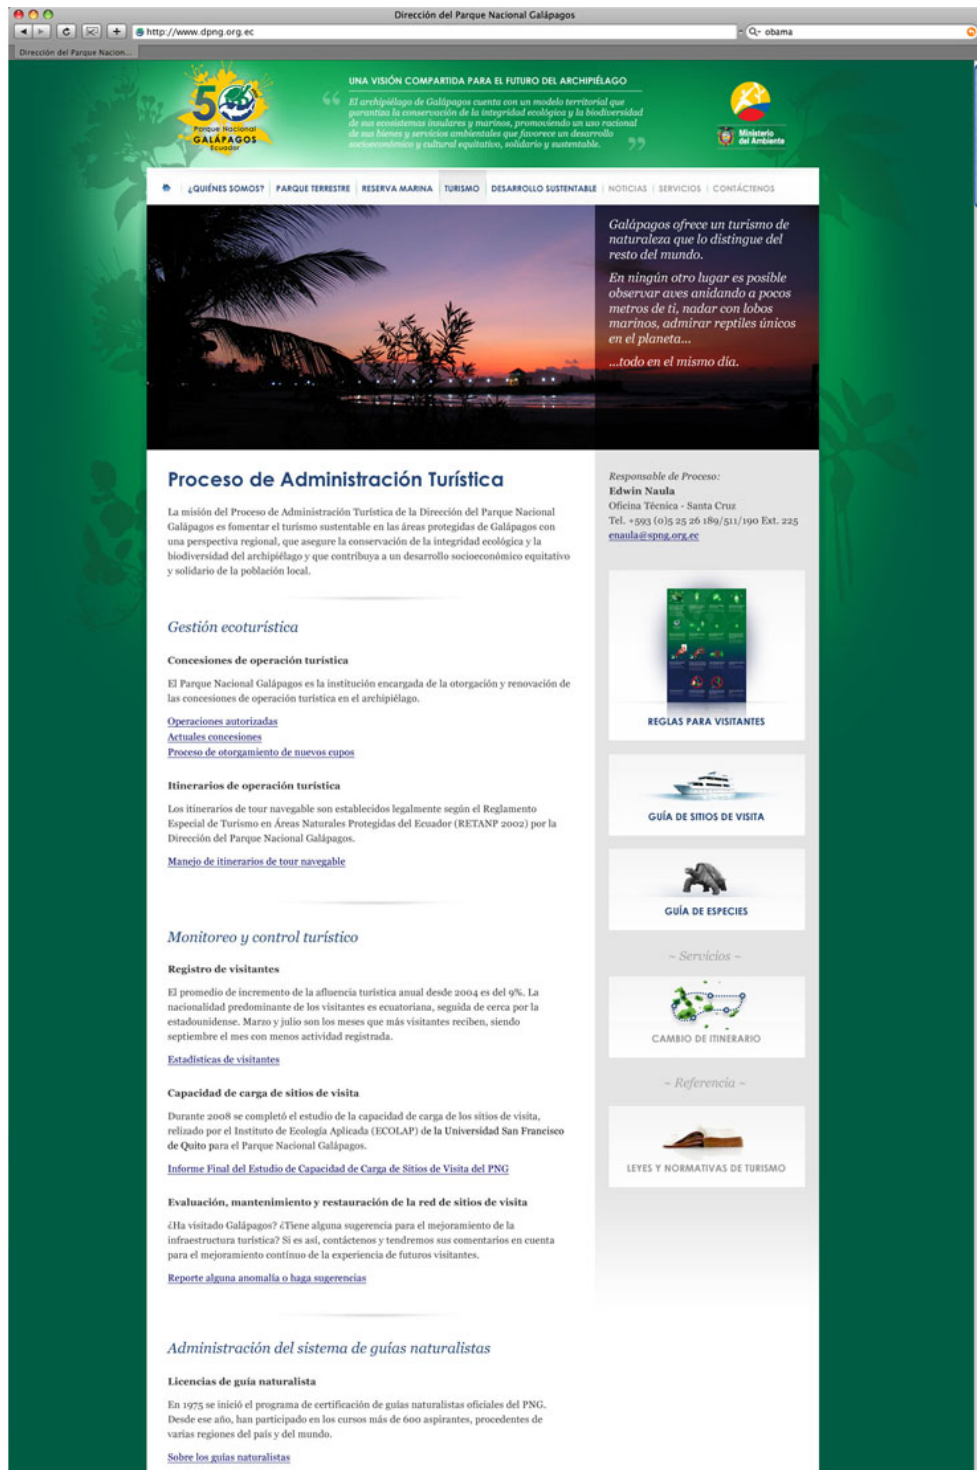 Dirección del Parque Nacional Galápagos
http://www.dpng.org.ec
obama
Dirección del Parque Nacion...
50
Parque Nacional
GALÁPAGOS
Ecuador
UNA VISIÓN COMPARTIDA PARA EL FUTURO DEL ARCHIPIÉLAGO
“ El archipiélago de Galápagos cuenta con un modelo territorial que
garantiza la conservación de la integridad ecológica y la biodiversidad
de sus ecosistemas insulares y marinos, promoviendo un uso racional
de sus bienes y servicios ambientales que favorece un desarrollo
socioeconómico y cultural equitativo, solidario y sustentable. ”
Ministerio
del Ambiente
¿QUIÉNES SOMOS? | PARQUE TERRESTRE | RESERVA MARINA | TURISMO | DESARROLLO SUSTENTABLE | NOTICIAS | SERVICIOS | CONTÁCTENOS
Galápagos ofrece un turismo de
naturaleza que lo distingue del
resto del mundo.
En ningún otro lugar es posible
observar aves anidando a pocos
metros de ti, nadar con lobos
marinos, admirar reptiles únicos
en el planeta...
...todo en el mismo día.
Proceso de Administración Turística
La misión del Proceso de Administración Turística de la Dirección del Parque Nacional
Galápagos es fomentar el turismo sustentable en las áreas protegidas de Galápagos con
una perspectiva regional, que asegure la conservación de la integridad ecológica y la
biodiversidad del archipiélago y que contribuya a un desarrollo socioeconómico equitativo
y solidario de la población local.
Gestión ecoturística
Concesiones de operación turística
El Parque Nacional Galápagos es la institución encargada de la otorgación y renovación de
las concesiones de operación turística en el archipiélago.
Operaciones autorizadas
Actuales concesiones
Proceso de otorgamiento de nuevos cupos
Itinerarios de operación turística
Los itinerarios de tour navegable son establecidos legalmente según el Reglamento
Especial de Turismo en Áreas Naturales Protegidas del Ecuador (RETANP 2002) por la
Dirección del Parque Nacional Galápagos.
Manejo de itinerarios de tour navegable
Monitoreo y control turístico
Registro de visitantes
El promedio de incremento de la afluencia turística anual desde 2004 es del 9%. La
nacionalidad predominante de los visitantes es ecuatoriana, seguida de cerca por la
estadounidense. Marzo y julio son los meses que más visitantes reciben, siendo
septiembre el mes con menos actividad registrada.
Estadísticas de visitantes
Capacidad de carga de sitios de visita
Durante 2008 se completó el estudio de la capacidad de carga de los sitios de visita,
relizado por el Instituto de Ecología Aplicada (ECOLAP) de la Universidad San Francisco
de Quito para el Parque Nacional Galápagos.
Informe Final del Estudio de Capacidad de Carga de Sitios de Visita del PNG
Evaluación, mantenimiento y restauración de la red de sitios de visita
¿Ha visitado Galápagos? ¿Tiene alguna sugerencia para el mejoramiento de la
infraestructura turística? Si es así, contáctenos y tendremos sus comentarios en cuenta
para el mejoramiento contínuo de la experiencia de futuros visitantes.
Reporte alguna anomalía o haga sugerencias
Administración del sistema de guías naturalistas
Licencias de guía naturalista
En 1975 se inició el programa de certificación de guías naturalistas oficiales del PNG.
Desde ese año, han participado en los cursos más de 600 aspirantes, procedentes de
varias regiones del país y del mundo.
Sobre los guías naturalistas
Responsable de Proceso:
Edwin Naula
Oficina Técnica - Santa Cruz
Tel. +593 (0)5 25 26 189/511/190 Ext. 225
enaula@spng.org.ec
REGLAS PARA VISITANTES
GUÍA DE SITIOS DE VISITA
GUÍA DE ESPECIES
~ Servicios ~
CAMBIO DE ITINERARIO
~ Referencia ~
LEYES Y NORMATIVAS DE TURISMO